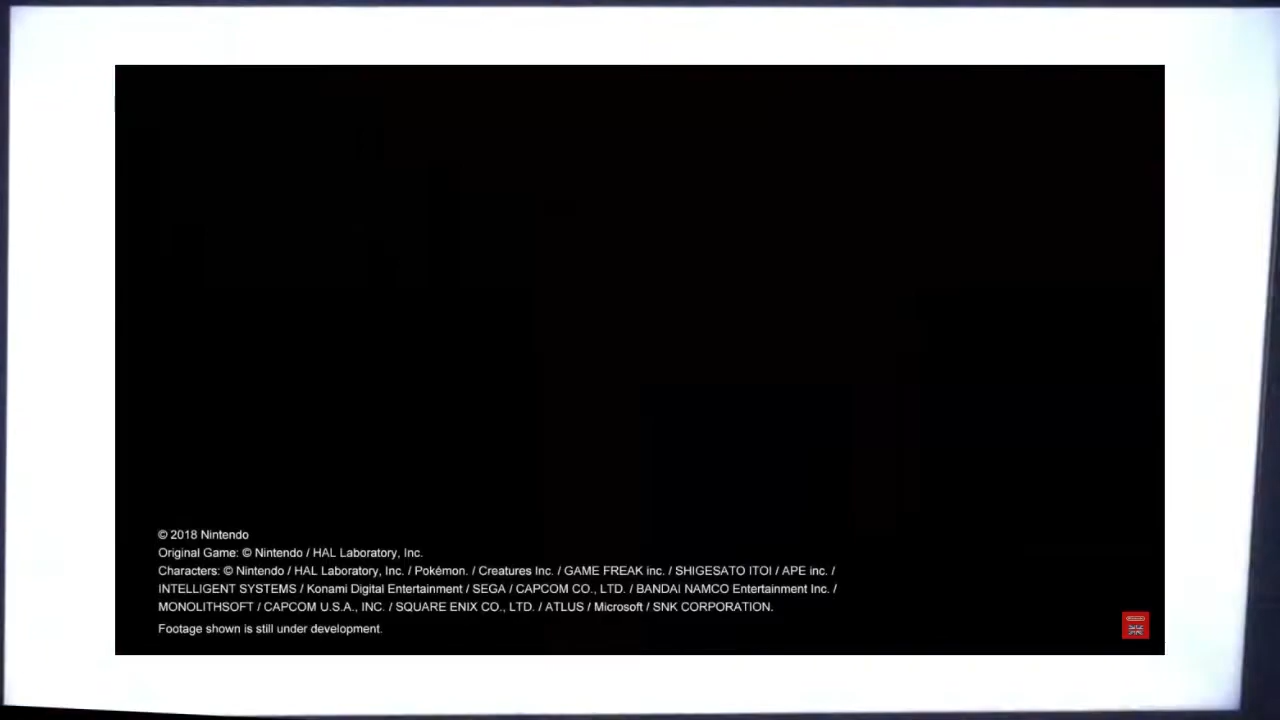 © 2018 Nintendo
Original Game: © Nintendo / HAL Laboratory, Inc.
Characters: © Nintendo / HAL Laboratory, Inc. / Pokémon. / Creatures Inc. / GAME FREAK inc. / SHIGESATO ITOI / APE inc. /
INTELLIGENT SYSTEMS / Konami Digital Entertainment / SEGA / CAPCOM CO., LTD. / BANDAI NAMCO Entertainment Inc. /
MONOLITHSOFT / CAPCOM U.S.A., INC. / SQUARE ENIX CO., LTD. / ATLUS / Microsoft / SNK CORPORATION.
Footage shown is still under development.